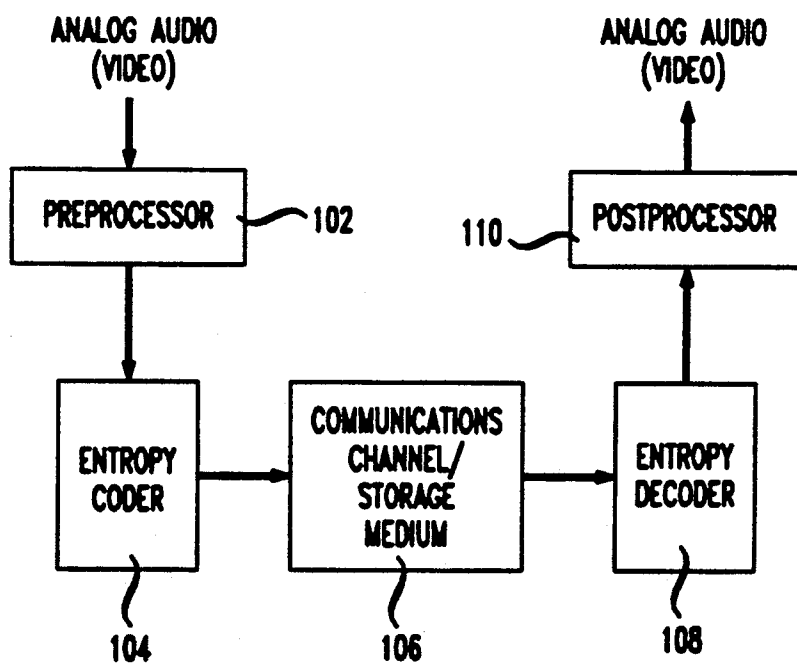 ANALOG AUDIO
(VIDEO)
ANALOG AUDIO
(VIDEO)
PREPROCESSOR
102
110
POSTPROCESSOR
ENTROPY
CODER
COMMUNICATIONS
CHANNEL/
STORAGE
MEDIUM
ENTROPY
DECODER
104
106
108